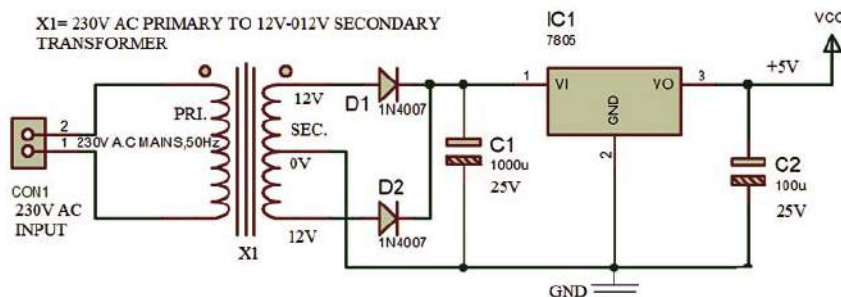 X1= 230V AC PRIMARY TO 12V-012V SECONDARY
TRANSFORMER
IC1
7805
VCC
+5V
1
VI
VO
3
GND
2
PRI.
12V
D1
1N4007
SEC.
0V
2
1
230V A.C MAINS,50Hz
C1
1000u
25V
C2
100u
25V
CON1
230V AC
INPUT
D2
1N4007
12V
X1
GND